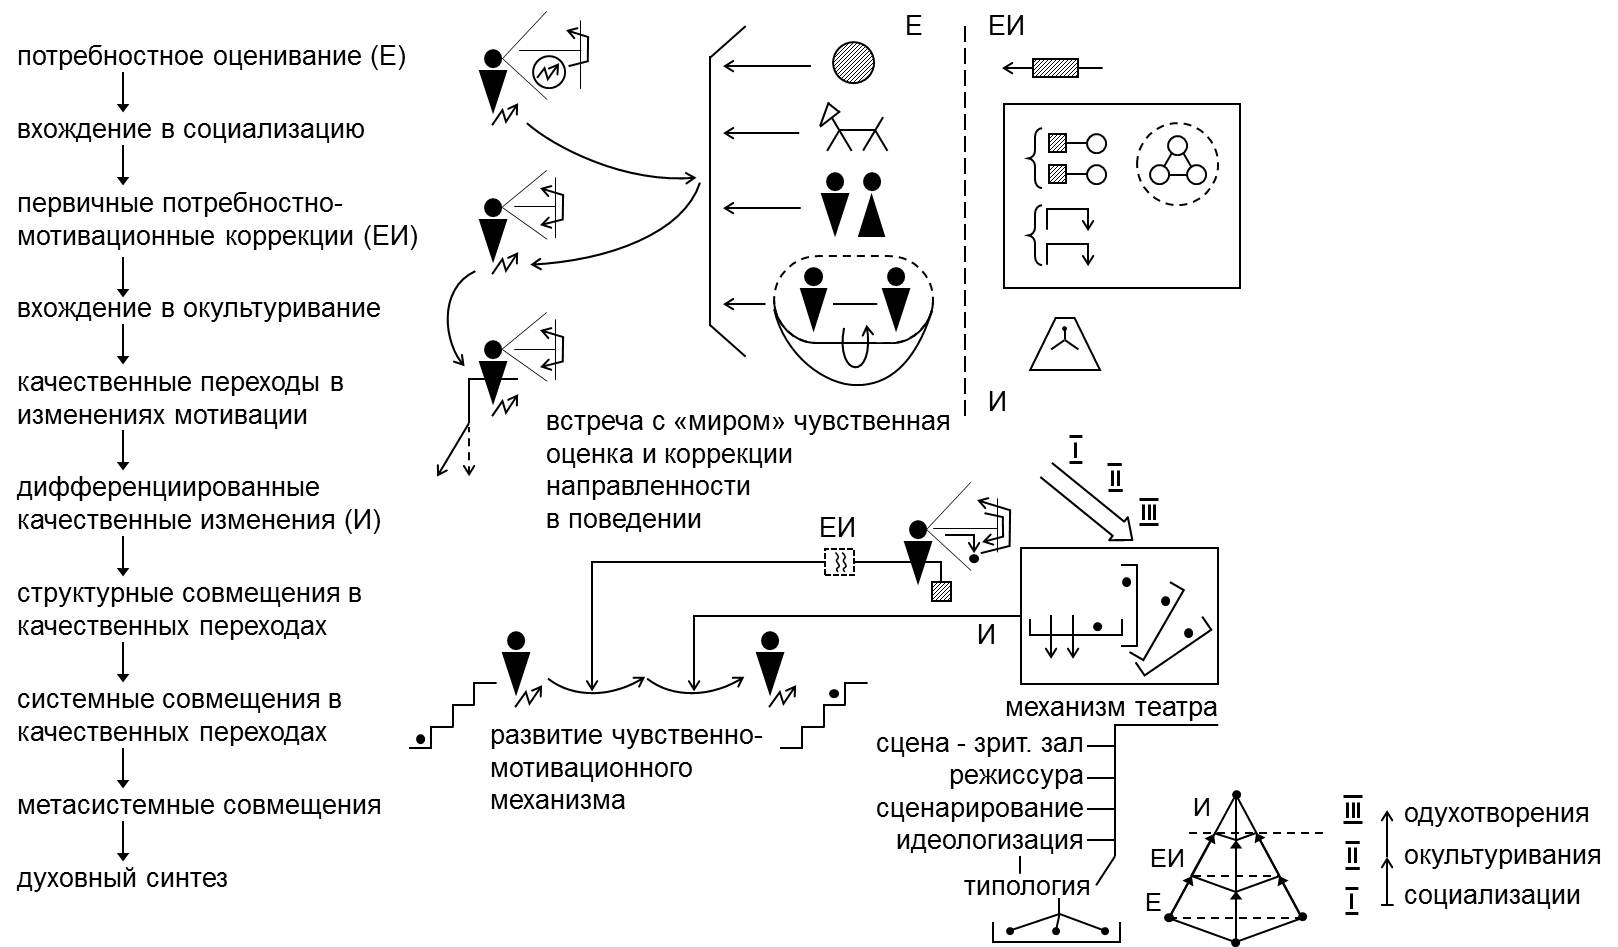 потребностное оценивание (Е)
вхождение в социализацию
первичные потребностно-
мотивационные коррекции (ЕИ)
вхождение в окультуривание
качественные переходы в
изменениях мотивации
дифференциированные
качественные изменения (И)
структурные совмещения в
качественных переходах
системные совмещения в
качественных переходах
метасистемные совмещения
духовный синтез
Е
ЕИ
И
встреча с «миром» чувственная
оценка и коррекции
направленности
в поведении
I
II
III
ЕИ
И
развитие чувственно-
мотивационного
механизма
механизм театра
сцена - зрит. зал
режиссура
сценарирование
идеологизация
типология
И
ЕИ
Е
III одухотворения
II окультуривания
I социализации